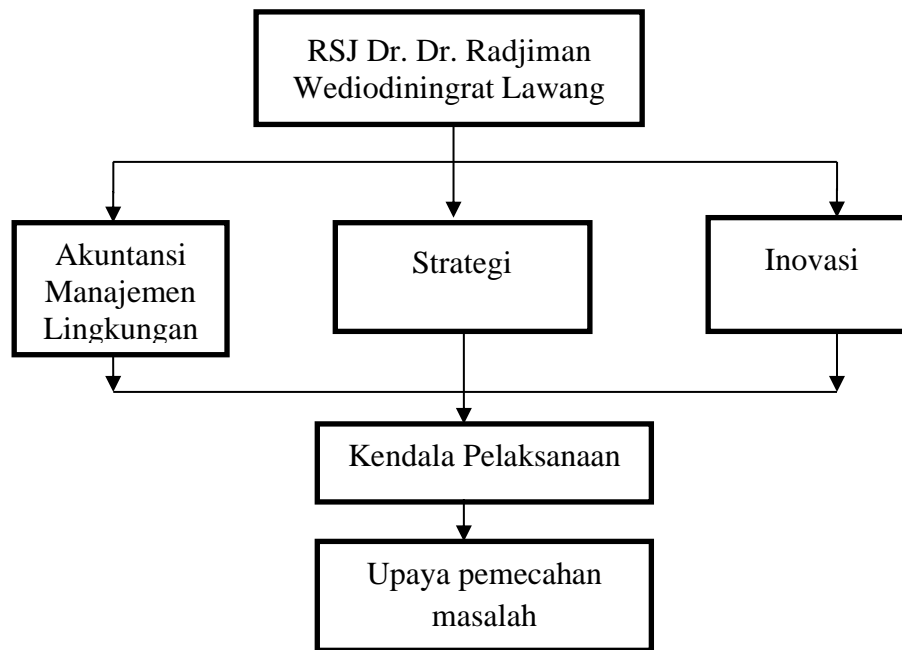 RSJ Dr. Dr. Radjiman
Wediodiningrat Lawang
Akuntansi
Manajemen
Lingkungan
Strategi
Inovasi
Kendala Pelaksanaan
Upaya pemecahan
masalah